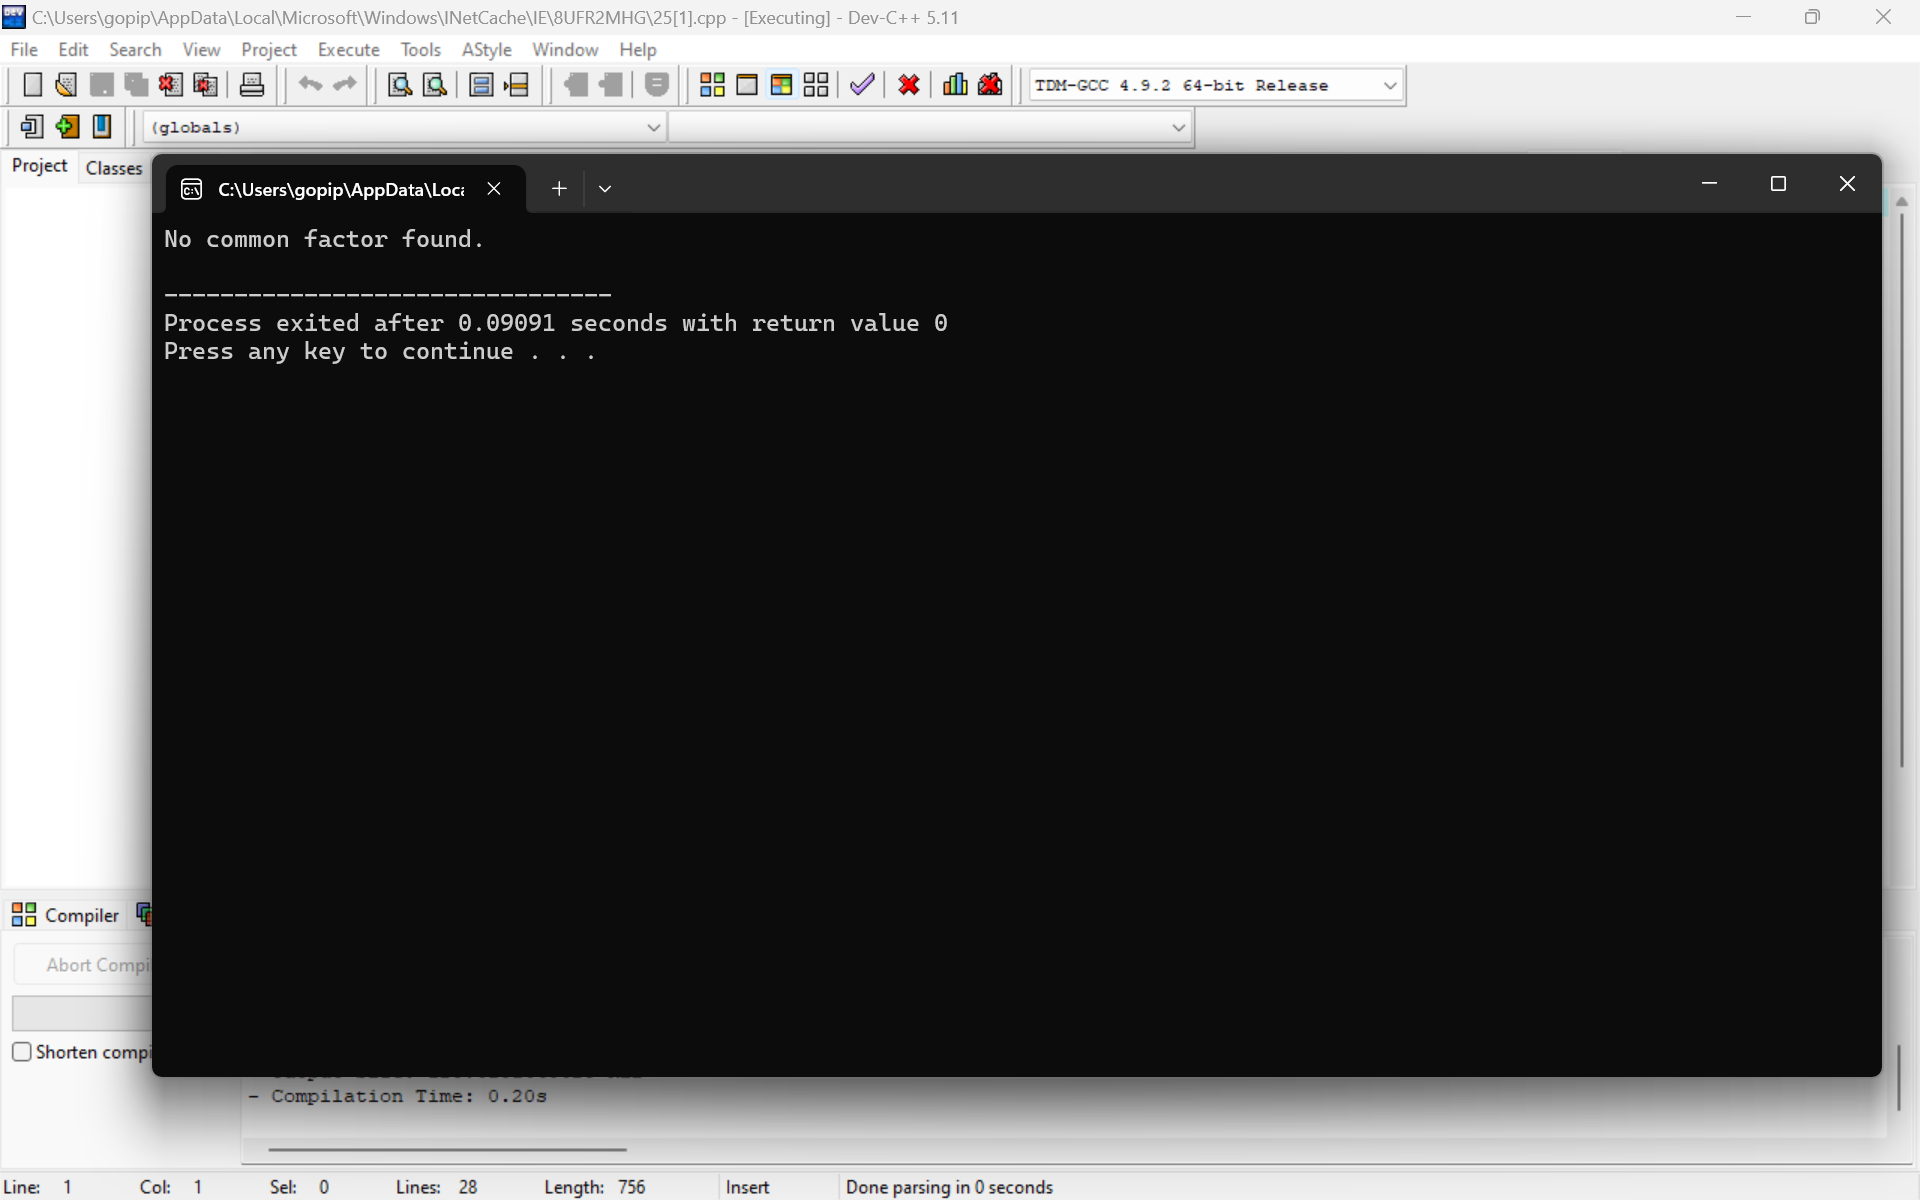 C:\Users\gopip\AppData\Local\Microsoft\Windows\INetCache\IE\8UFR2MHG\25[1].cpp - [Executing] - Dev-C++ 5.11
File Edit Search View Project Execute Tools AStyle Window Help
TDM-GCC 4.9.2 64-bit Release
(globals)
Project Classes
C:\Users\gopip\AppData\Loca
No common factor found.
--------------------------------
Process exited after 0.09091 seconds with return value 0
Press any key to continue . . .
Compiler
Abort Compi
Shorten compi
- Compilation Time: 0.20s
Line: 1 Col: 1 Sel: 0 Lines: 28 Length: 756 Insert Done parsing in 0 seconds